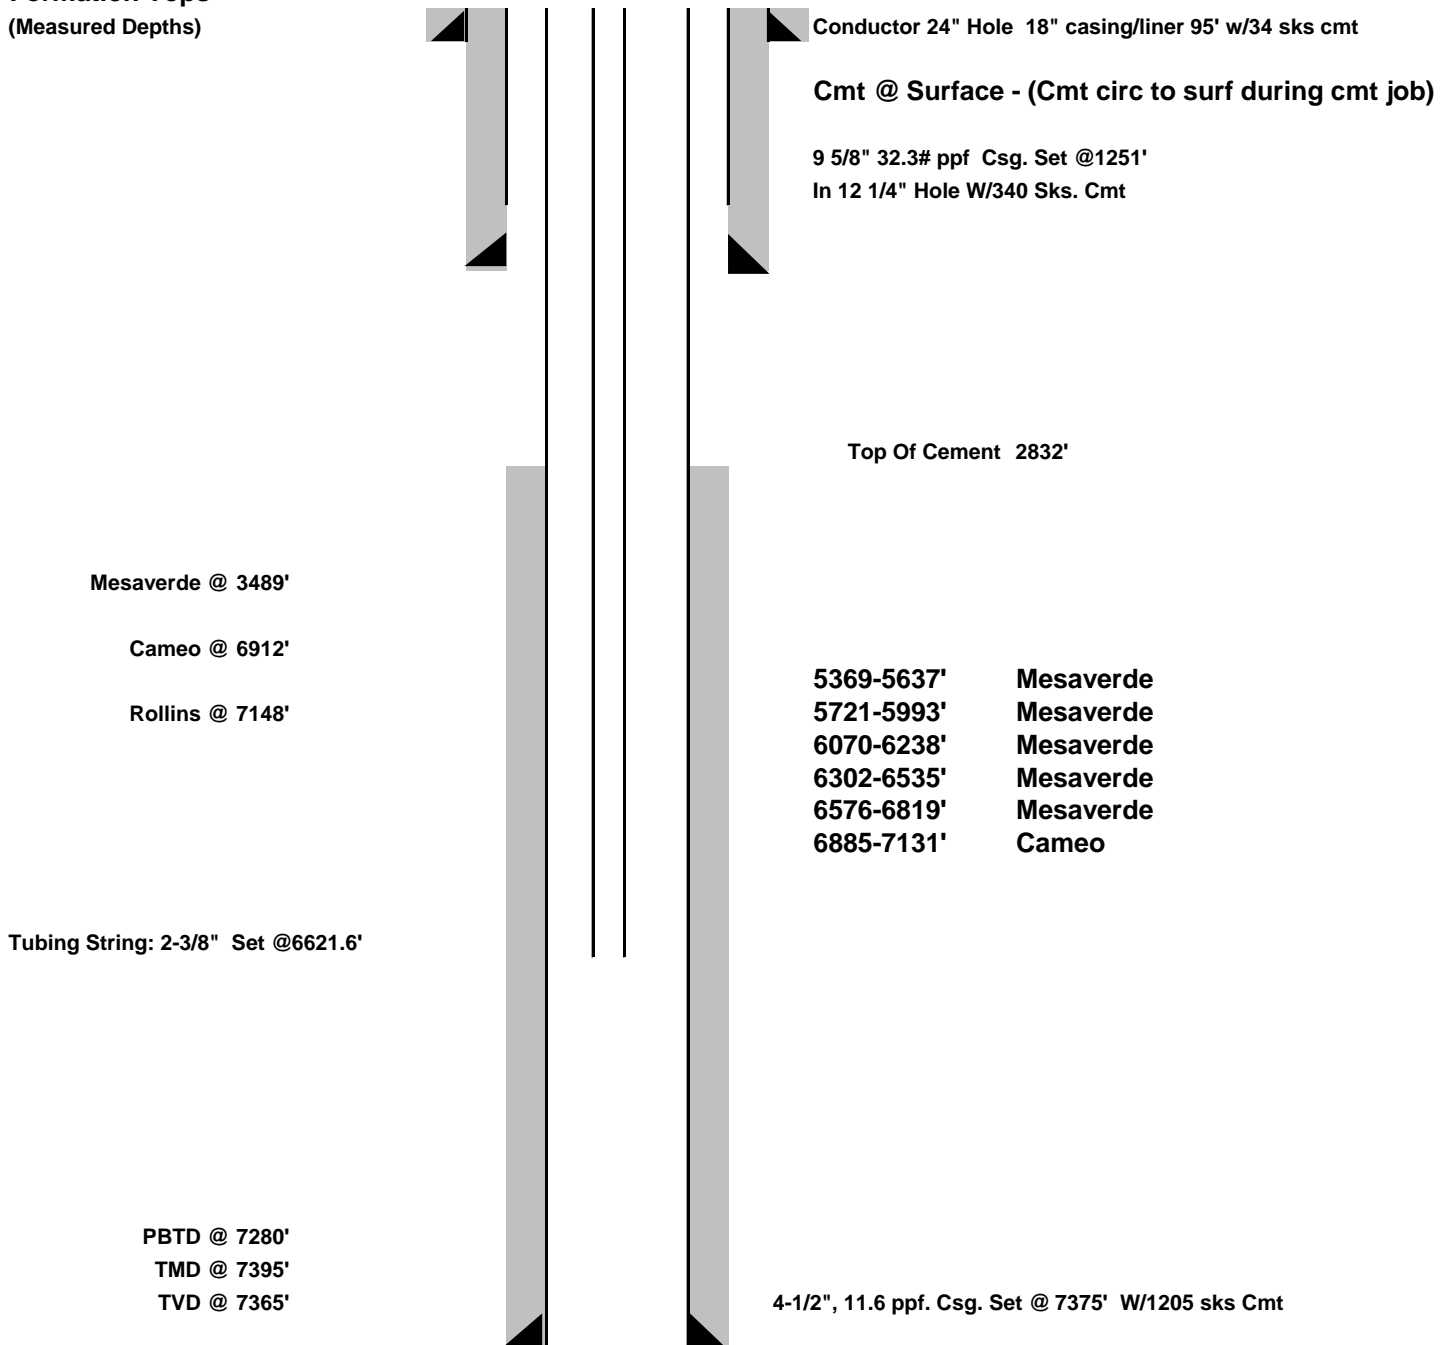 (Measured Depths)
Conductor 24" Hole 18" casing/liner 95' w/34 sks cmt
Cmt @ Surface - (Cmt circ to surf during cmt job)
9 5/8" 32.3# ppf Csg. Set @1251'
In 12 1/4" Hole W/340 Sks. Cmt
Top Of Cement 2832'
Mesaverde @ 3489'
Cameo @ 6912'
Rollins @ 7148'
5369-5637' Mesaverde
5721-5993' Mesaverde
6070-6238' Mesaverde
6302-6535' Mesaverde
6576-6819' Mesaverde
6885-7131' Cameo
Tubing String: 2-3/8" Set @6621.6'
PBTD @ 7280'
TMD @ 7395'
TVD @ 7365'
4-1/2", 11.6 ppf. Csg. Set @ 7375' W/1205 sks Cmt